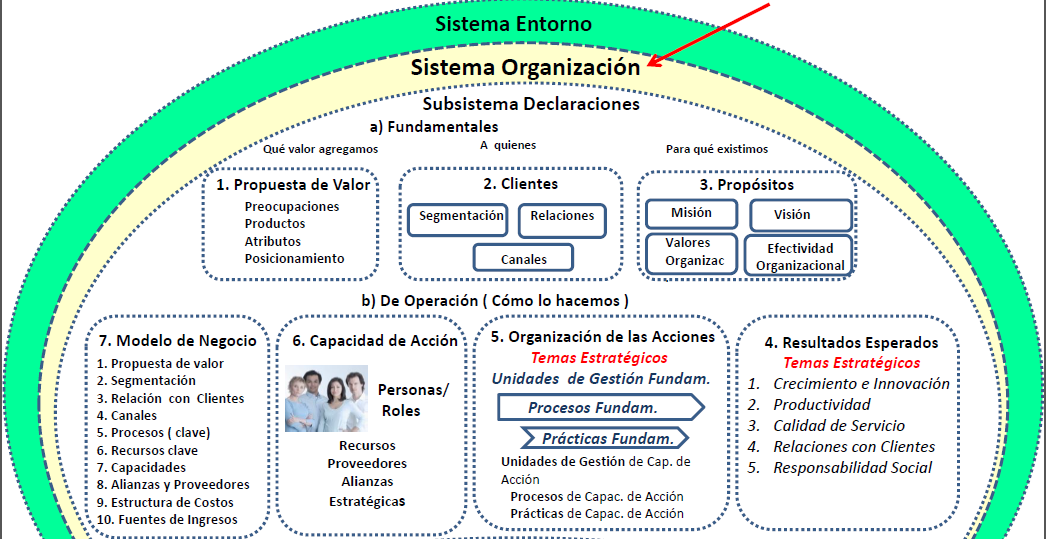 Sistema Entorno
Sistema Organización
Subsistema Declaraciones
a) Fundamentales
Qué valor agregamos
A quienes
Para qué existimos
1. Propuesta de Valor
Preocupaciones
Productos
Atributos
Posicionamiento
2. Clientes
Segmentación
Relaciones
Canales
3. Propósitos
Misión
Visión
Valores
Organizac
Efectividad
Organizacional
b) De Operación ( Cómo lo hacemos )
7. Modelo de Negocio
1. Propuesta de valor
2. Segmentación
3. Relación con Clientes
4. Canales
5. Procesos ( clave)
6. Recursos clave
7. Capacidades
8. Alianzas y Proveedores
9. Estructura de Costos
10. Fuentes de Ingresos
6. Capacidad de Acción
Personas/
Roles
Recursos
Proveedores
Alianzas
Estratégicas
5. Organización de las Acciones
Temas Estratégicos
Unidades de Gestión Fundam.
Procesos Fundam.
Prácticas Fundam.
Unidades de Gestión de Cap. de
Acción
Procesos de Capac. de Acción
Prácticas de Capac. de Acción
4. Resultados Esperados
Temas Estratégicos
1. Crecimiento e Innovación
2. Productividad
3. Calidad de Servicio
4. Relaciones con Clientes
5. Responsabilidad Social